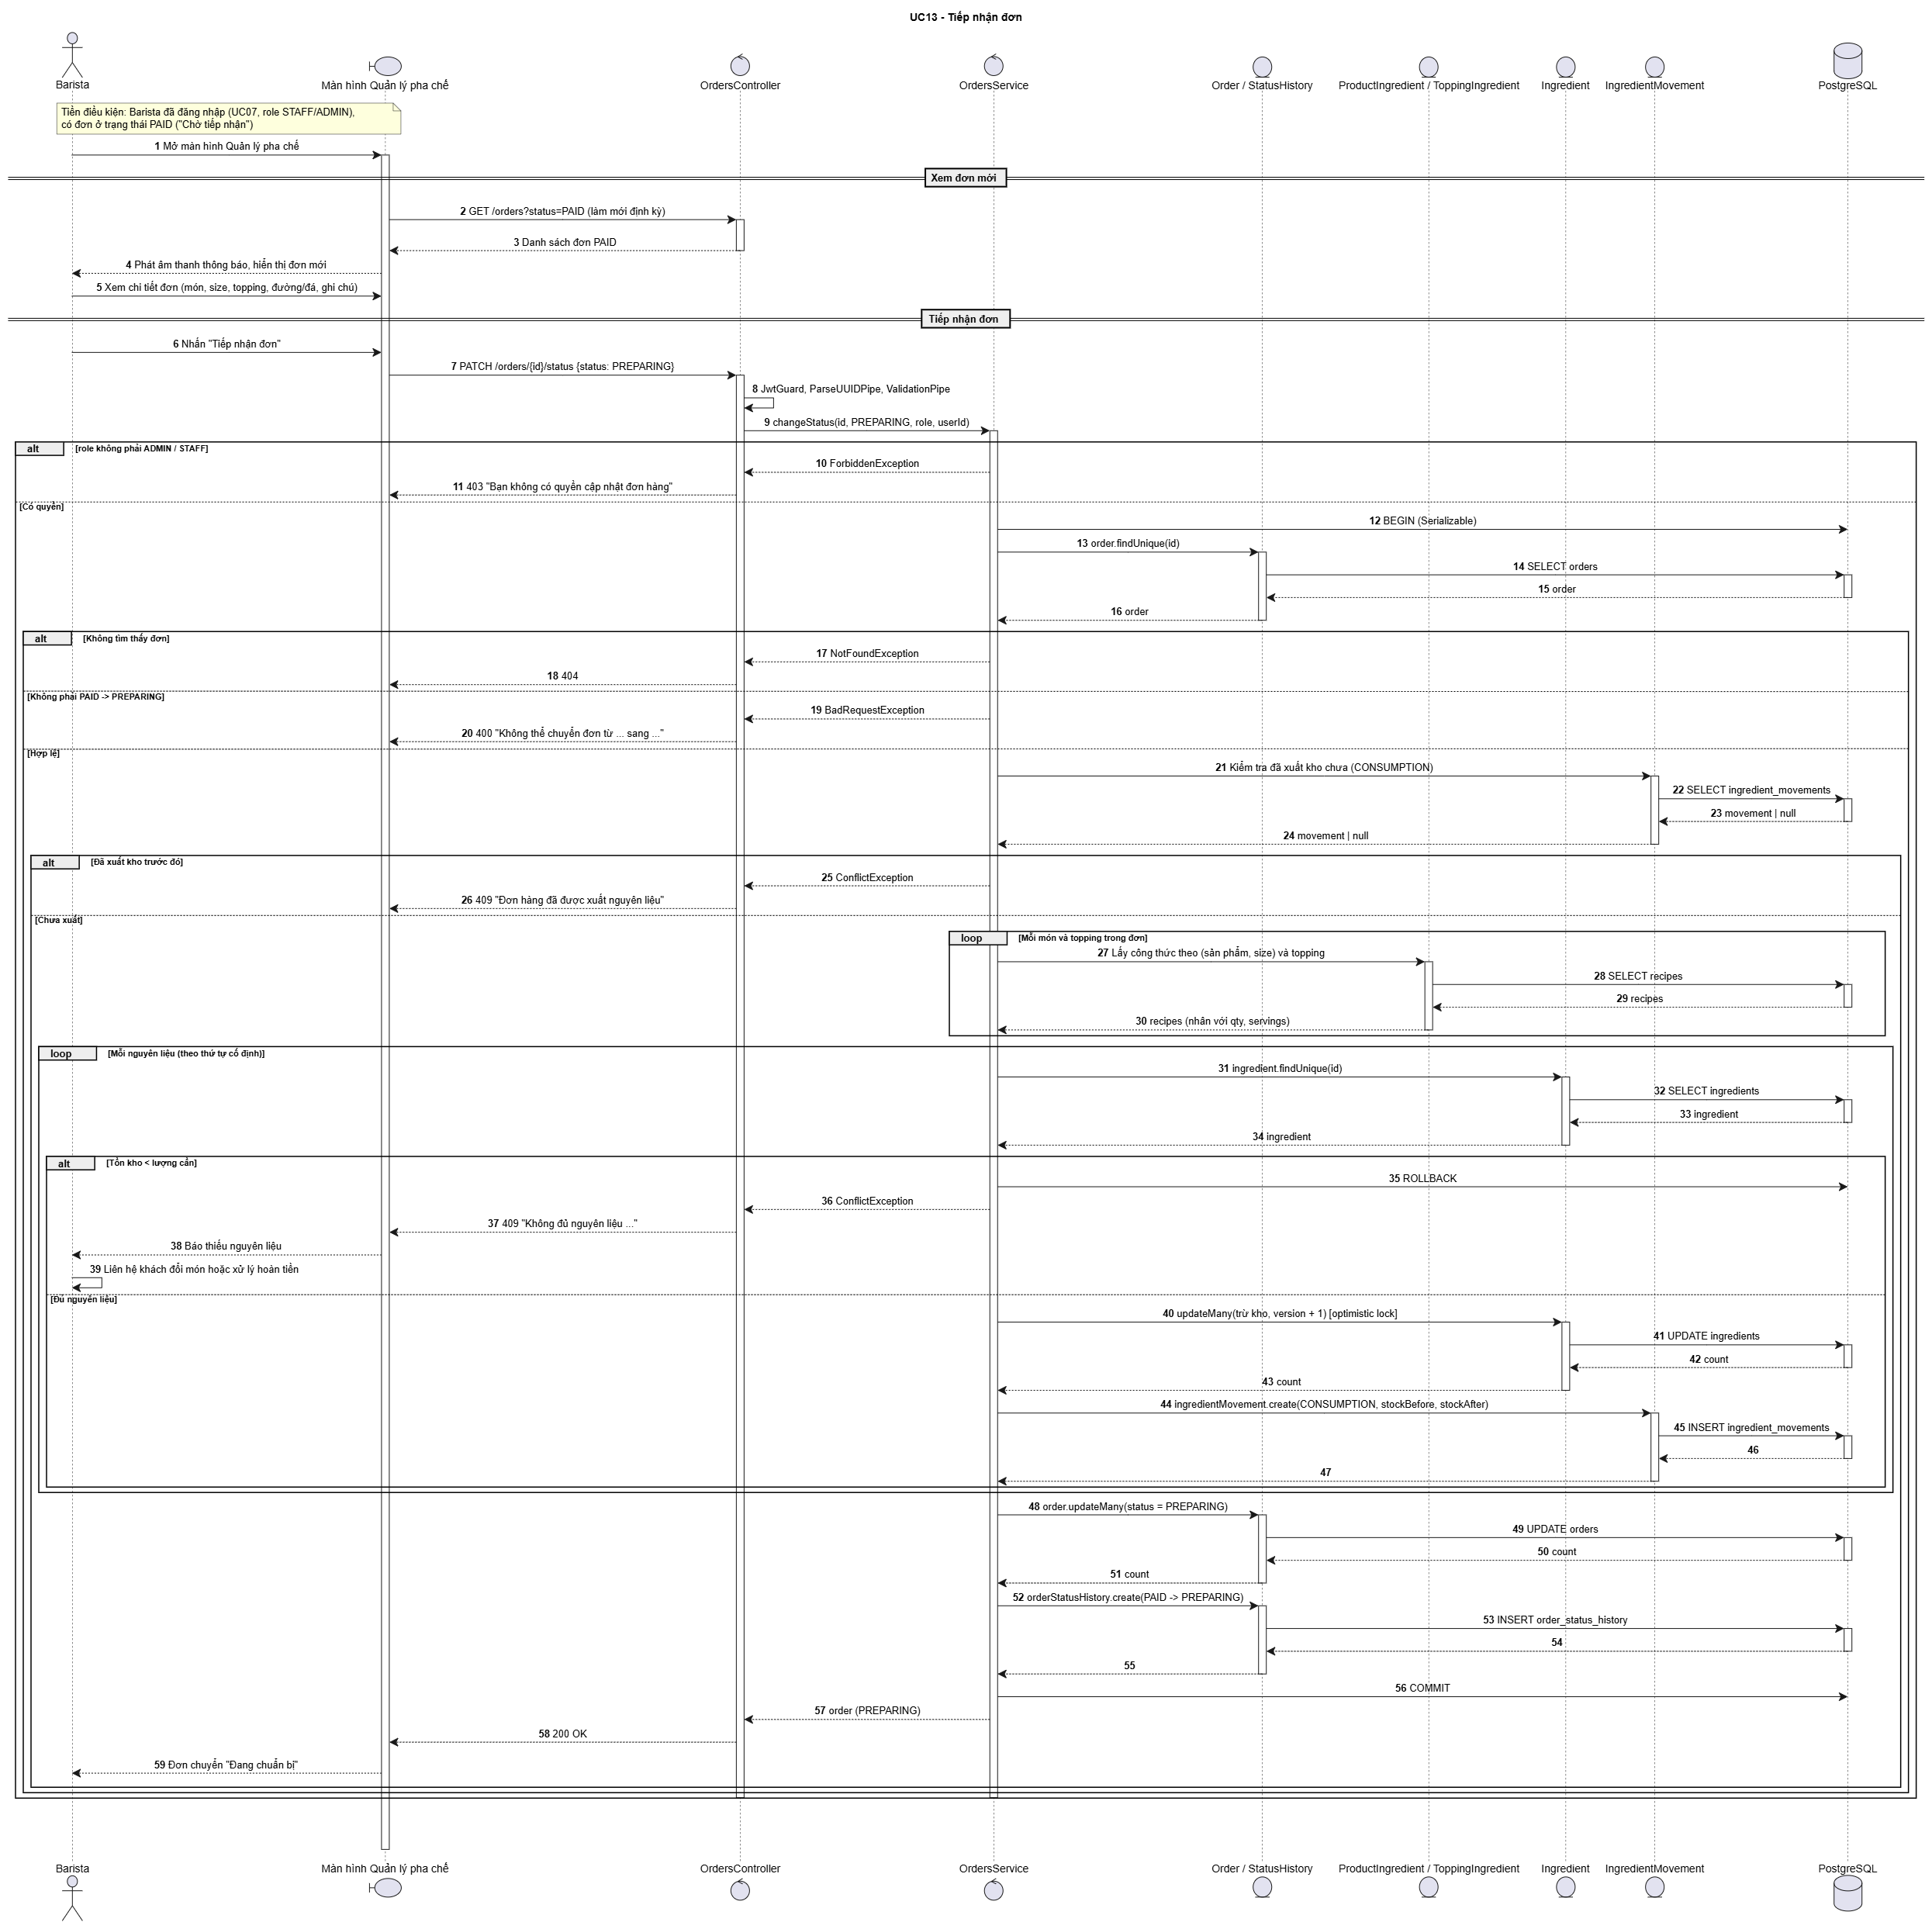 UC13 - Tiếp nhận đơn
Barista
Màn hình Quản lý pha chế
OrdersController
OrdersService
Order / StatusHistory
ProductIngredient / ToppingIngredient
Ingredient
IngredientMovement
PostgreSQL
Tiền điều kiện: Barista đã đăng nhập (UC07, role STAFF/ADMIN),
có đơn ở trạng thái PAID ("Chờ tiếp nhận")
1 Mở màn hình Quản lý pha chế
Xem đơn mới
2 GET /orders?status=PAID (làm mới định kỳ)
3 Danh sách đơn PAID
4 Phát âm thanh thông báo, hiển thị đơn mới
5 Xem chi tiết đơn (món, size, topping, đường/đá, ghi chú)
Tiếp nhận đơn
6 Nhấn "Tiếp nhận đơn"
7 PATCH /orders/{id}/status {status: PREPARING}
8 JwtGuard, ParseUUIDPipe, ValidationPipe
9 changeStatus(id, PREPARING, role, userId)
alt [role không phải ADMIN / STAFF]
10 ForbiddenException
11 403 "Bạn không có quyền cập nhật đơn hàng"
[Có quyền]
12 BEGIN (Serializable)
13 order.findUnique(id)
14 SELECT orders
15 order
16 order
alt [Không tìm thấy đơn]
17 NotFoundException
18 404
[Không phải PAID -> PREPARING]
19 BadRequestException
20 400 "Không thể chuyển đơn từ ... sang ..."
[Hợp lệ]
21 Kiểm tra đã xuất kho chưa (CONSUMPTION)
22 SELECT ingredient_movements
23 movement | null
24 movement | null
alt [Đã xuất kho trước đó]
25 ConflictException
26 409 "Đơn hàng đã được xuất nguyên liệu"
[Chưa xuất]
loop [Mỗi món và topping trong đơn]
27 Lấy công thức theo (sản phẩm, size) và topping
28 SELECT recipes
29 recipes
30 recipes (nhân với qty, servings)
loop [Mỗi nguyên liệu (theo thứ tự cố định)]
31 ingredient.findUnique(id)
32 SELECT ingredients
33 ingredient
34 ingredient
alt [Tồn kho < lượng cần]
35 ROLLBACK
36 ConflictException
37 409 "Không đủ nguyên liệu ..."
38 Báo thiếu nguyên liệu
39 Liên hệ khách đổi món hoặc xử lý hoàn tiền
[Đủ nguyên liệu]
40 updateMany(trừ kho, version + 1) [optimistic lock]
41 UPDATE ingredients
42 count
43 count
44 ingredientMovement.create(CONSUMPTION, stockBefore, stockAfter)
45 INSERT ingredient_movements
46
47
48 order.updateMany(status = PREPARING)
49 UPDATE orders
50 count
51 count
52 orderStatusHistory.create(PAID -> PREPARING)
53 INSERT order_status_history
54
55
56 COMMIT
57 order (PREPARING)
58 200 OK
59 Đơn chuyển "Đang chuẩn bị"
Barista
Màn hình Quản lý pha chế
OrdersController
OrdersService
Order / StatusHistory
ProductIngredient / ToppingIngredient
Ingredient
IngredientMovement
PostgreSQL